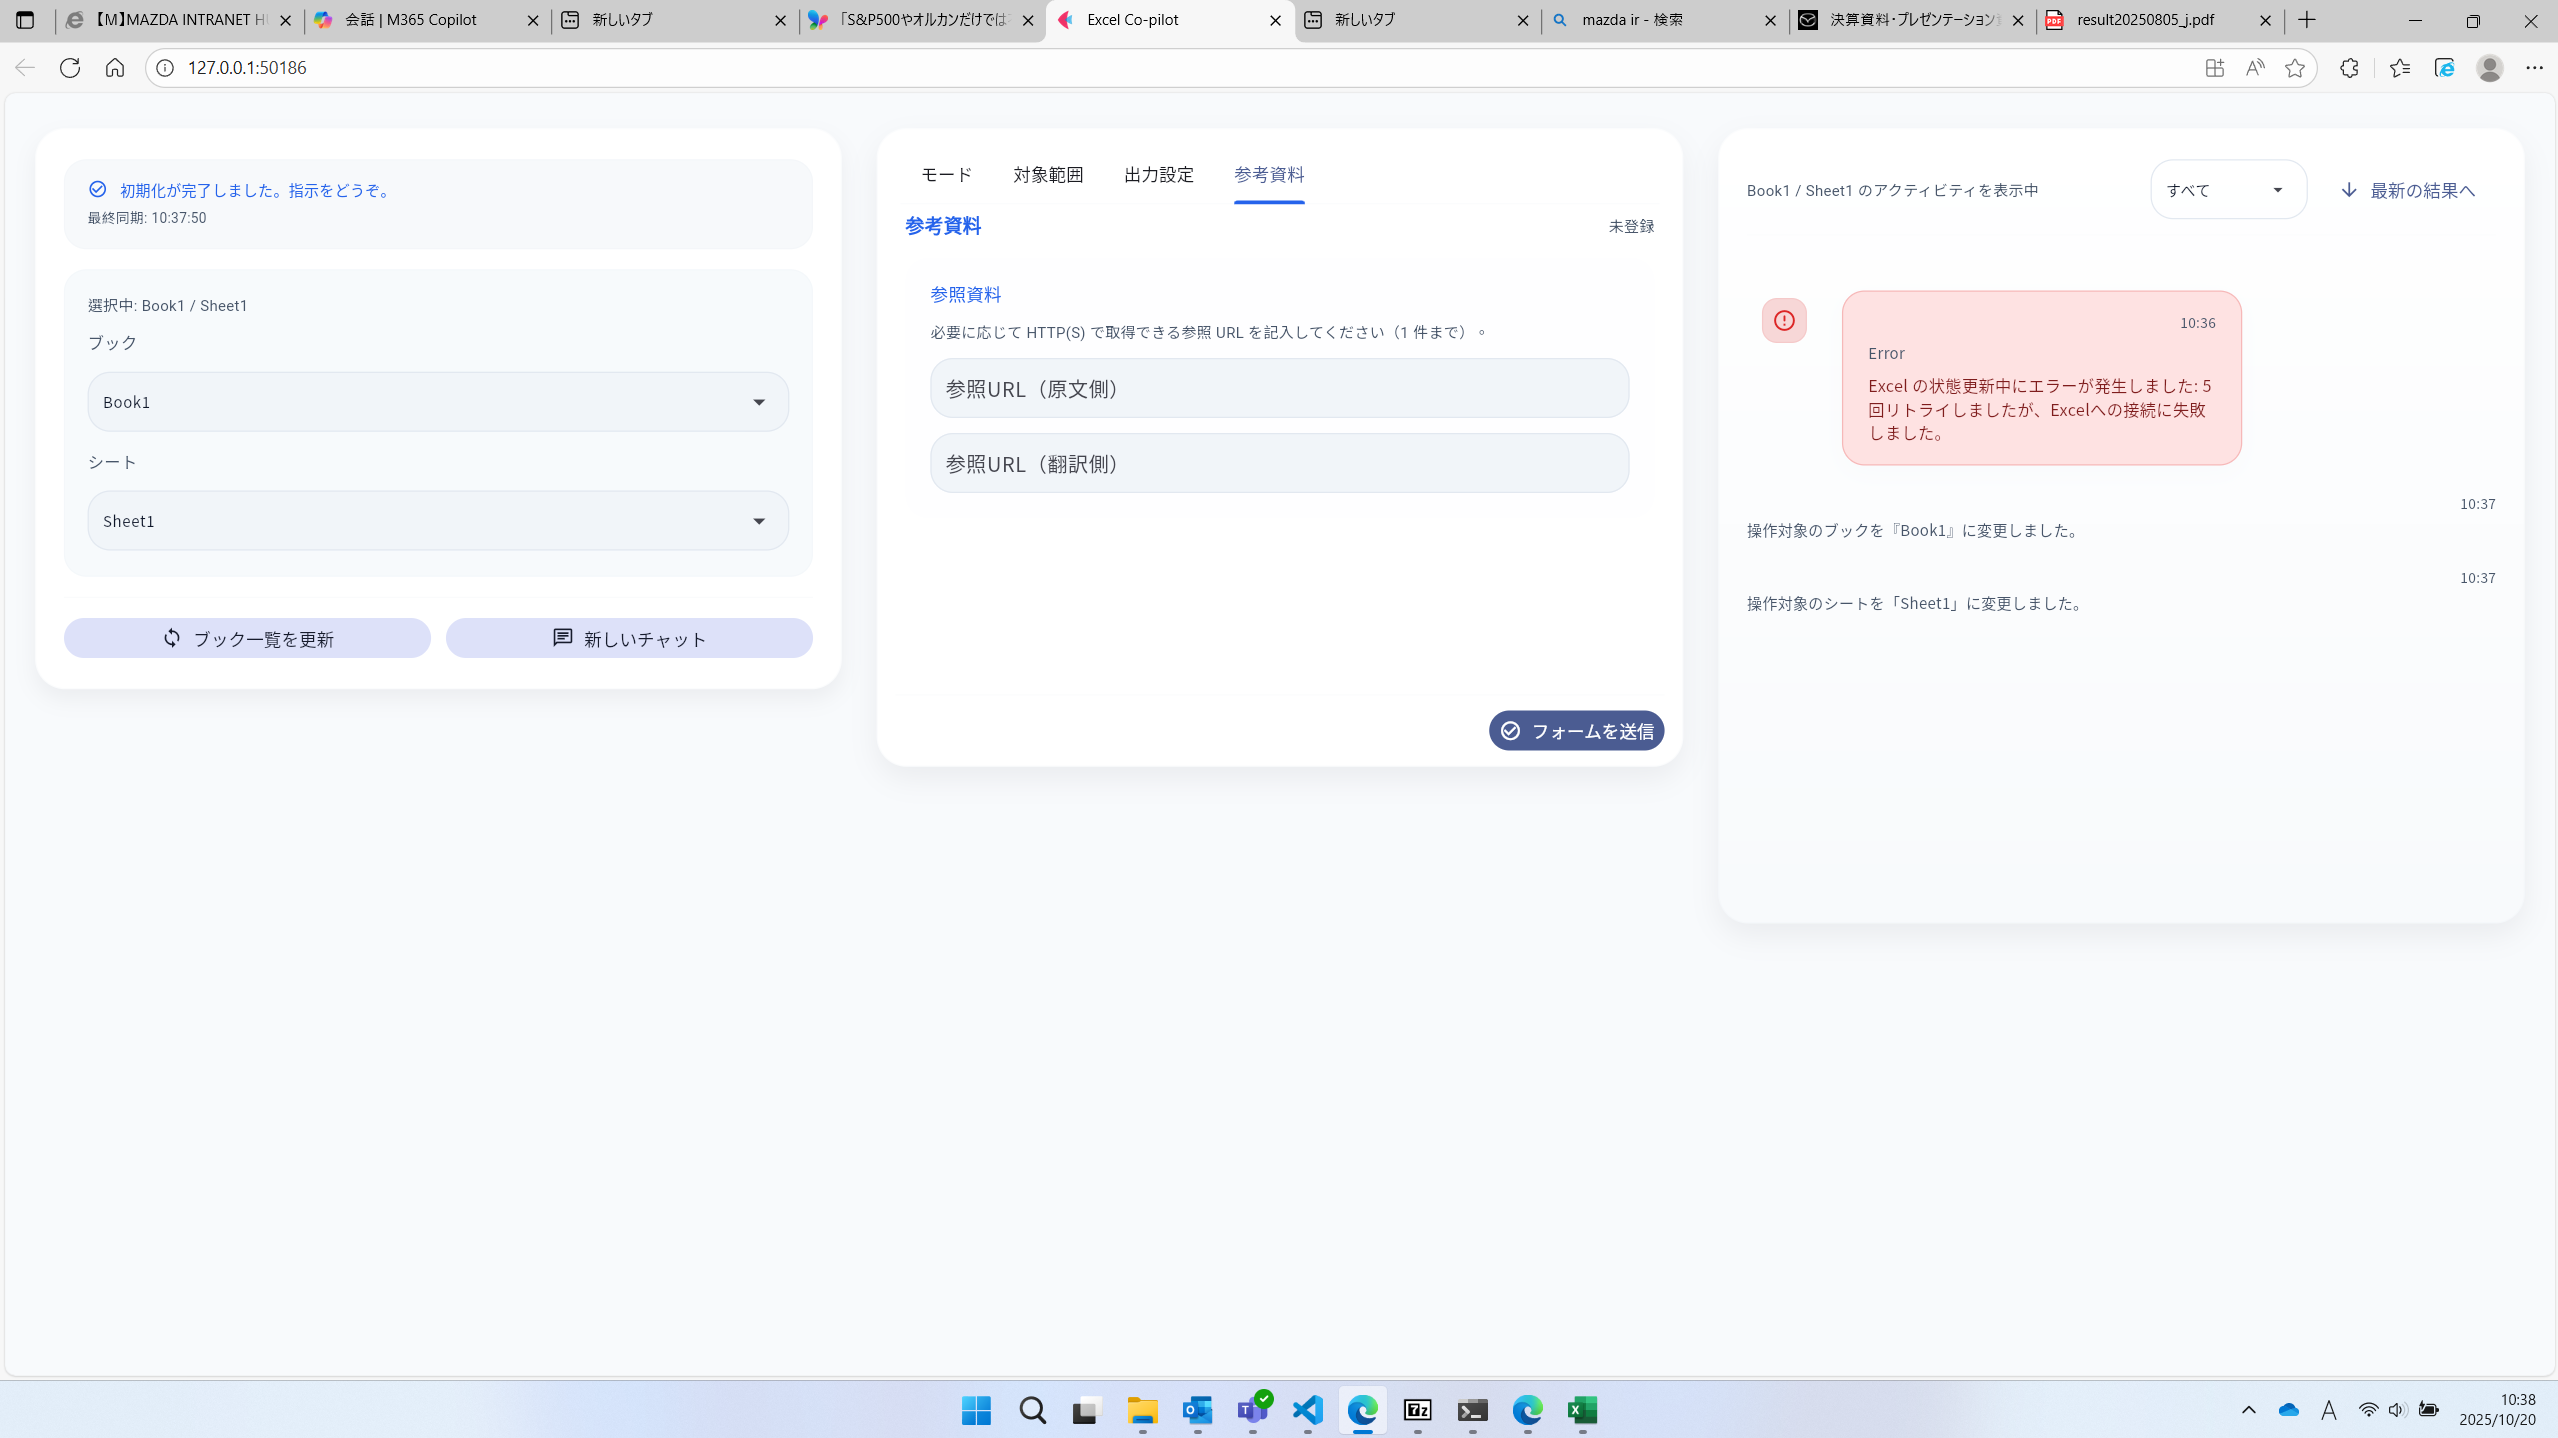 【M】MAZDA INTRANET H
会話 | M365 Copilot
新しいタブ
「S&P500やオルカンだけでは
Excel Co-pilot
新しいタブ
mazda ir - 検索
決算資料・プレゼンテーション
result20250805_j.pdf
127.0.0.1:50186
初期化が完了しました。指示をどうぞ。
最終同期: 10:37:50
選択中: Book1 / Sheet1
ブック
Book1
シート
Sheet1
ブック一覧を更新
新しいチャット
モード
対象範囲
出力設定
参考資料
参考資料
未登録
参照資料
必要に応じて HTTP(S) で取得できる参照 URL を記入してください（1 件まで）。
参照URL（原文側）
参照URL（翻訳側）
フォームを送信
Book1 / Sheet1 のアクティビティを表示中
すべて
最新の結果へ
10:36
Error
Excel の状態更新中にエラーが発生しました: 5
回リトライしましたが、Excelへの接続に失敗
しました。
10:37
操作対象のブックを『Book1』に変更しました。
10:37
操作対象のシートを「Sheet1」に変更しました。
A
10:38
2025/10/20